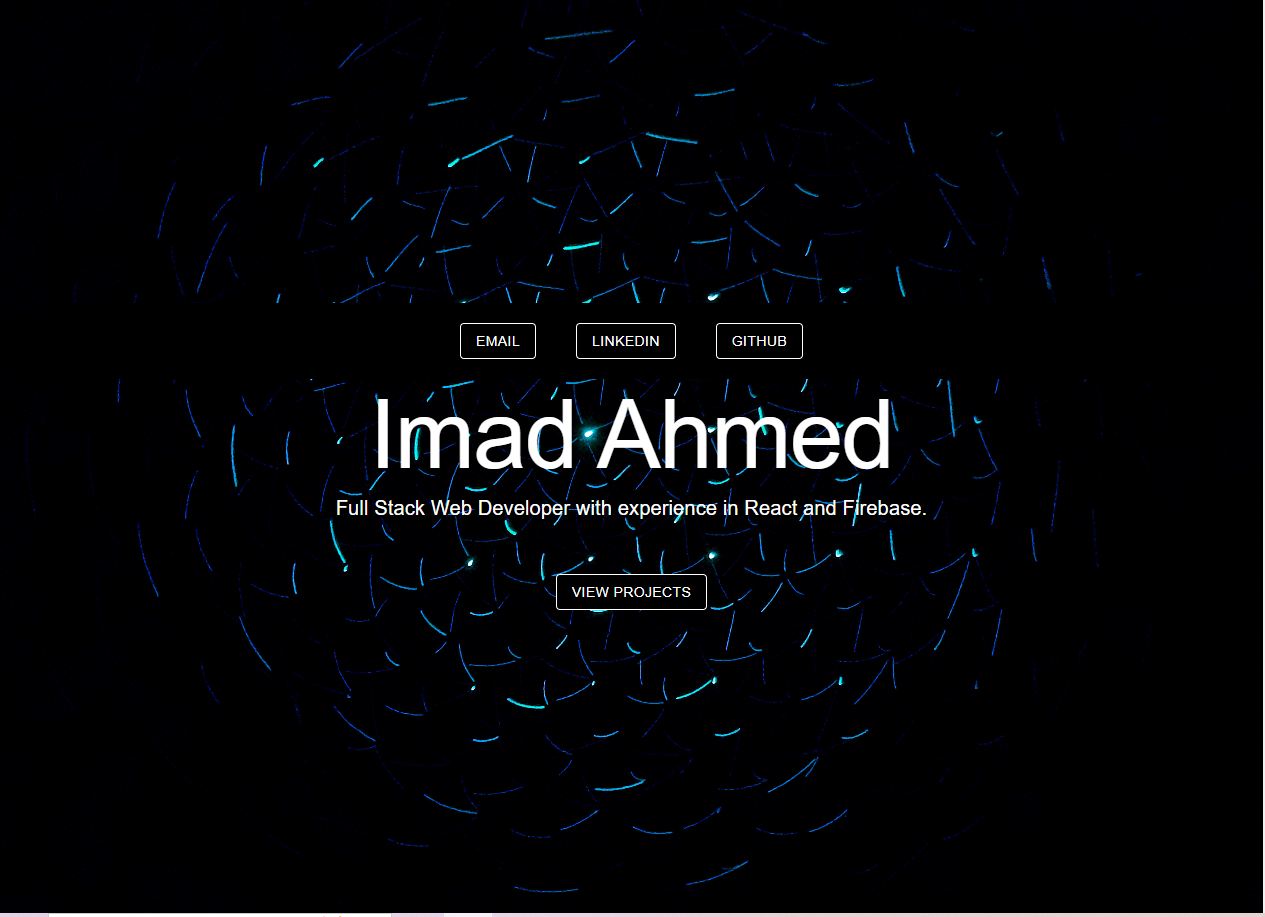 EMAIL LINKEDIN GITHUB
Imad Ahmed
Full Stack Web Developer with experience in React and Firebase.
VIEW PROJECTS